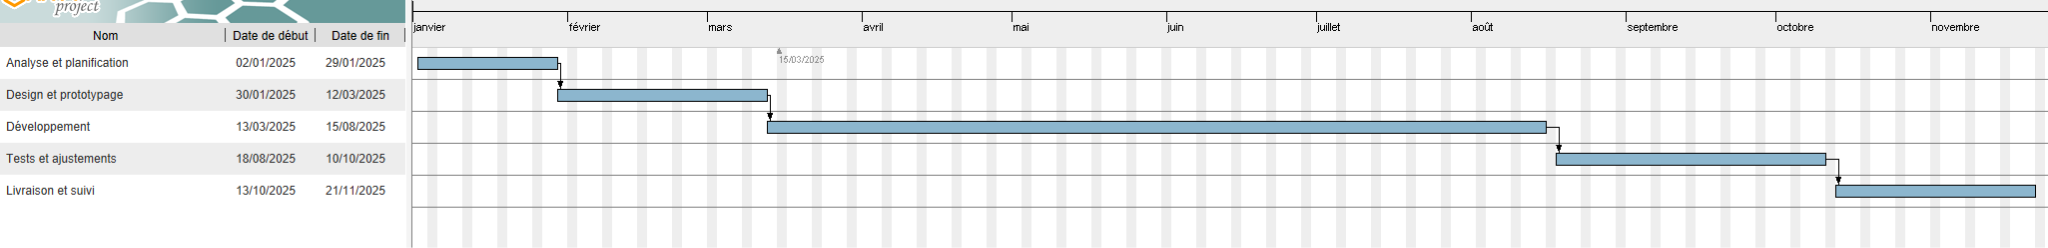 project
janvier février mars avril mai juin juillet août septembre octobre novembre
Nom Date de début Date de fin
15/03/2025
Analyse et planification 02/01/2025 29/01/2025
Design et prototypage 30/01/2025 12/03/2025
Développement 13/03/2025 15/08/2025
Tests et ajustements 18/08/2025 10/10/2025
Livraison et suivi 13/10/2025 21/11/2025